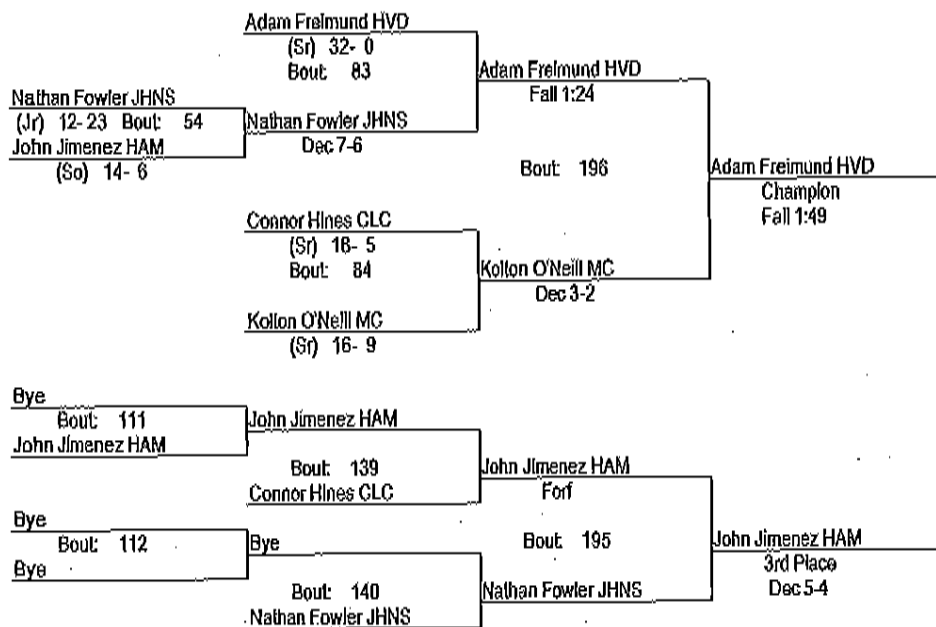 Adam Freimund HVD
(Sr) 32- 0
Bout: 83
Adam Freimund HVD
Fall 1:24
Nathan Fowler JHNS
(Jr) 12- 23 Bout: 54
Nathan Fowler JHNS
John Jimenez HAM
Dec 7-6
(So) 14- 6
Bout: 196
Adam Freimund HVD
Champion
Fall 1:49
Connor Hines CLC
(Sr) 18- 5
Bout: 84
Kolton O'Neill MC
Dec 3-2
Kolton O'Neill MC
(Sr) 16- 9
Bye
Bout: 111
John Jimenez HAM
John Jimenez HAM
Bout: 139
John Jimenez HAM
Connor Hines CLC
Forf
Bye
Bout: 112
Bye
Bye
Bout: 195
John Jimenez HAM
3rd Place
Dec 5-4
Bout: 140
Nathan Fowler JHNS
Nathan Fowler JHNS